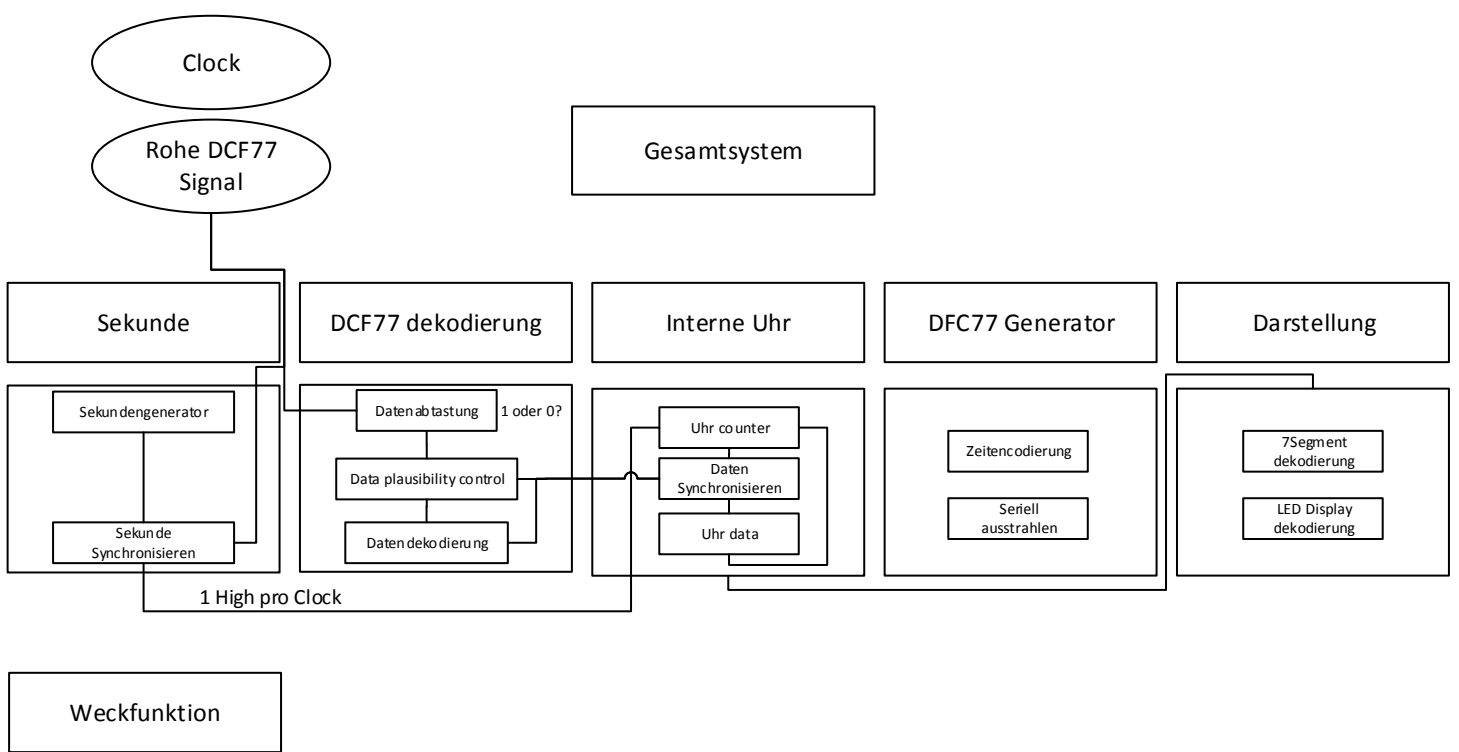 Clock
Rohe DCF77
Signal
Gesamtsystem
Sekunde
DCF77 dekodierung
Interne Uhr
DFC77 Generator
Darstellung
Sekundengenerator
Sekunde
Synchronisieren
Datenabtastung
1 oder 0?
Data plausibility control
Datendekodierung
Uhr counter
Daten
Synchronisieren
Uhr data
Zeitencodierung
Seriell
ausstrahlen
7Segment
dekodierung
LED Display
dekodierung
1 High pro Clock
Weckfunktion